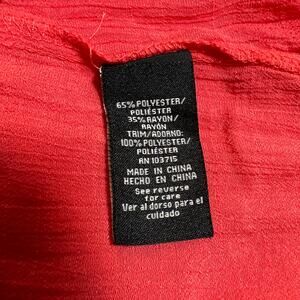 65% POLYESTER/
POLIÉSTER
35% RAYON/
RAYÓN
TRIM/ADORNO:
100% POLYESTER/
POLIÉSTER
RN 103715
MADE IN CHINA
HECHO EN CHINA
See reverse
for care
Ver al dorso para el
cuidado